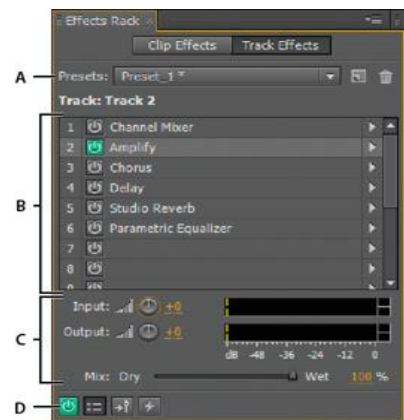 Effects Rack ×
Clip Effects Track Effects
A Presets: Preset_1 *
Track: Track 2
1 Channel Mixer
2 Amplify
3 Chorus
B
4 Delay
5 Studio Reverb
6 Parametric Equalizer
7
8
9
Input: +0
Output: +0
C
dB -48 -36 -24 -12 0
Mix: Dry Wet 100 %
D